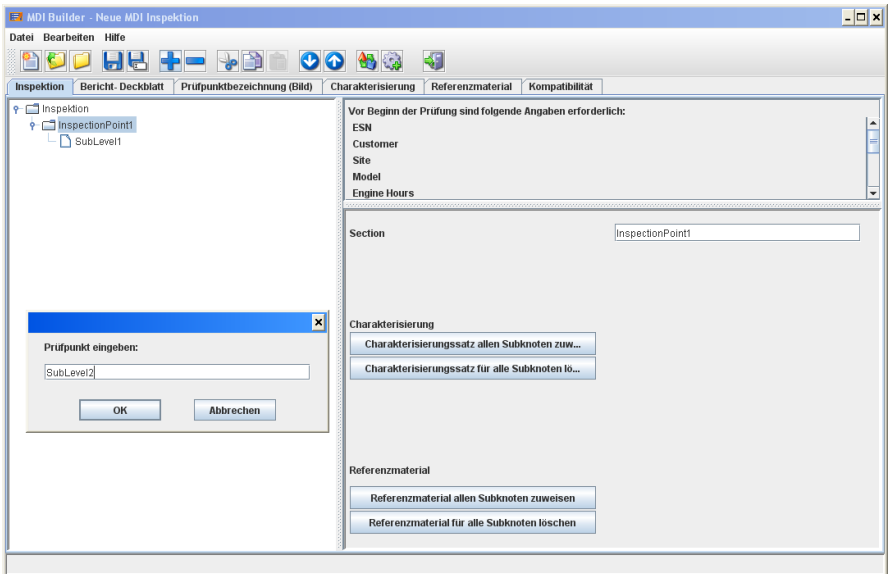 MDI Builder - Neue MDI Inspektion
Datei Bearbeiten Hilfe
Inspektion Bericht- Deckblatt Prüfpunktbezeichnung (Bild) Charakterisierung Referenzmaterial Kompatibilität
Inspektion
InspectionPoint1
SubLevel1
Vor Beginn der Prüfung sind folgende Angaben erforderlich:
ESN
Customer
Site
Model
Engine Hours
Section InspectionPoint1
Charakterisierung
Charakterisierungssatz allen Subknoten zuw...
Charakterisierungssatz für alle Subknoten lö...
Referenzmaterial
Referenzmaterial allen Subknoten zuweisen
Referenzmaterial für alle Subknoten löschen
Prüfpunkt eingeben:
SubLevel2
OK Abbrechen